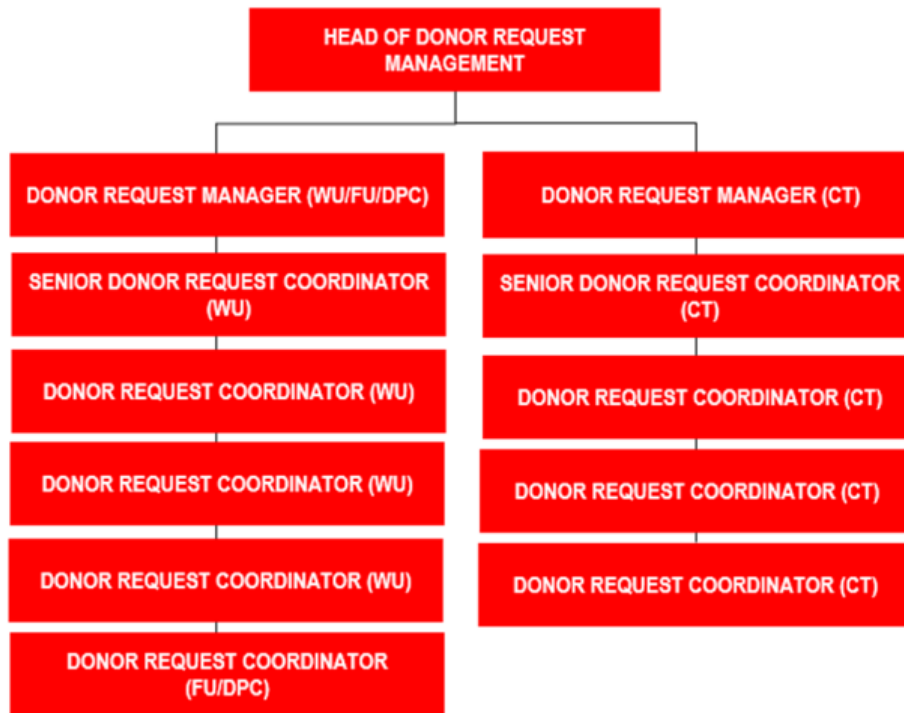 HEAD OF DONOR REQUEST
MANAGEMENT
DONOR REQUEST MANAGER (WU/FU/DPC)
SENIOR DONOR REQUEST COORDINATOR
(WU)
DONOR REQUEST COORDINATOR (WU)
DONOR REQUEST COORDINATOR (WU)
DONOR REQUEST COORDINATOR (WU)
DONOR REQUEST COORDINATOR
(FU/DPC)
DONOR REQUEST MANAGER (CT)
SENIOR DONOR REQUEST COORDINATOR
(CT)
DONOR REQUEST COORDINATOR (CT)
DONOR REQUEST COORDINATOR (CT)
DONOR REQUEST COORDINATOR (CT)